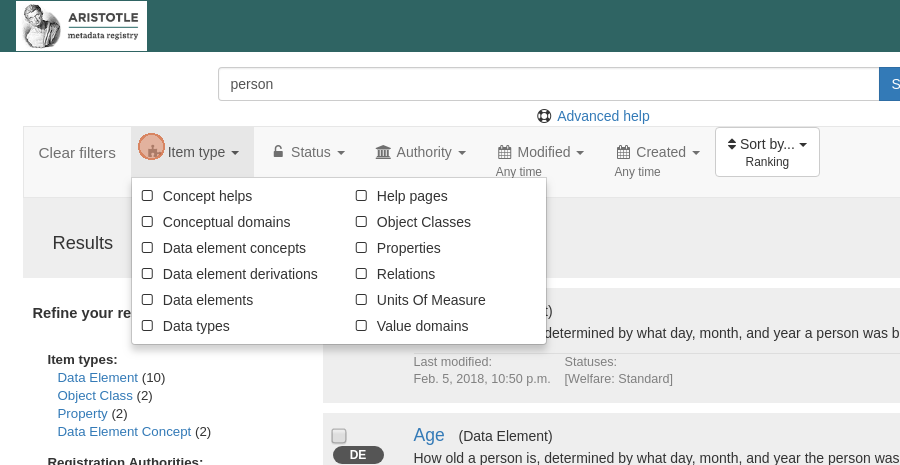 ARISTOTLE
metadata registry
person
S
Advanced help
Clear filters
Item type
Status
Authority
Modified
Any time
Created
Any time
Sort by...
Ranking
Concept helps
Conceptual domains
Data element concepts
Data element derivations
Data elements
Data types
Help pages
Object Classes
Properties
Relations
Units Of Measure
Value domains
Results
Refine your re
Item types:
Data Element (10)
Object Class (2)
Property (2)
Data Element Concept (2)
Registration Authorities:
t)
determined by what day, month, and year a person was b
Last modified:
Feb. 5, 2018, 10:50 p.m.
Statuses:
[Welfare: Standard]
Age (Data Element)
DE
How old a person is, determined by what day, month, and year the person was